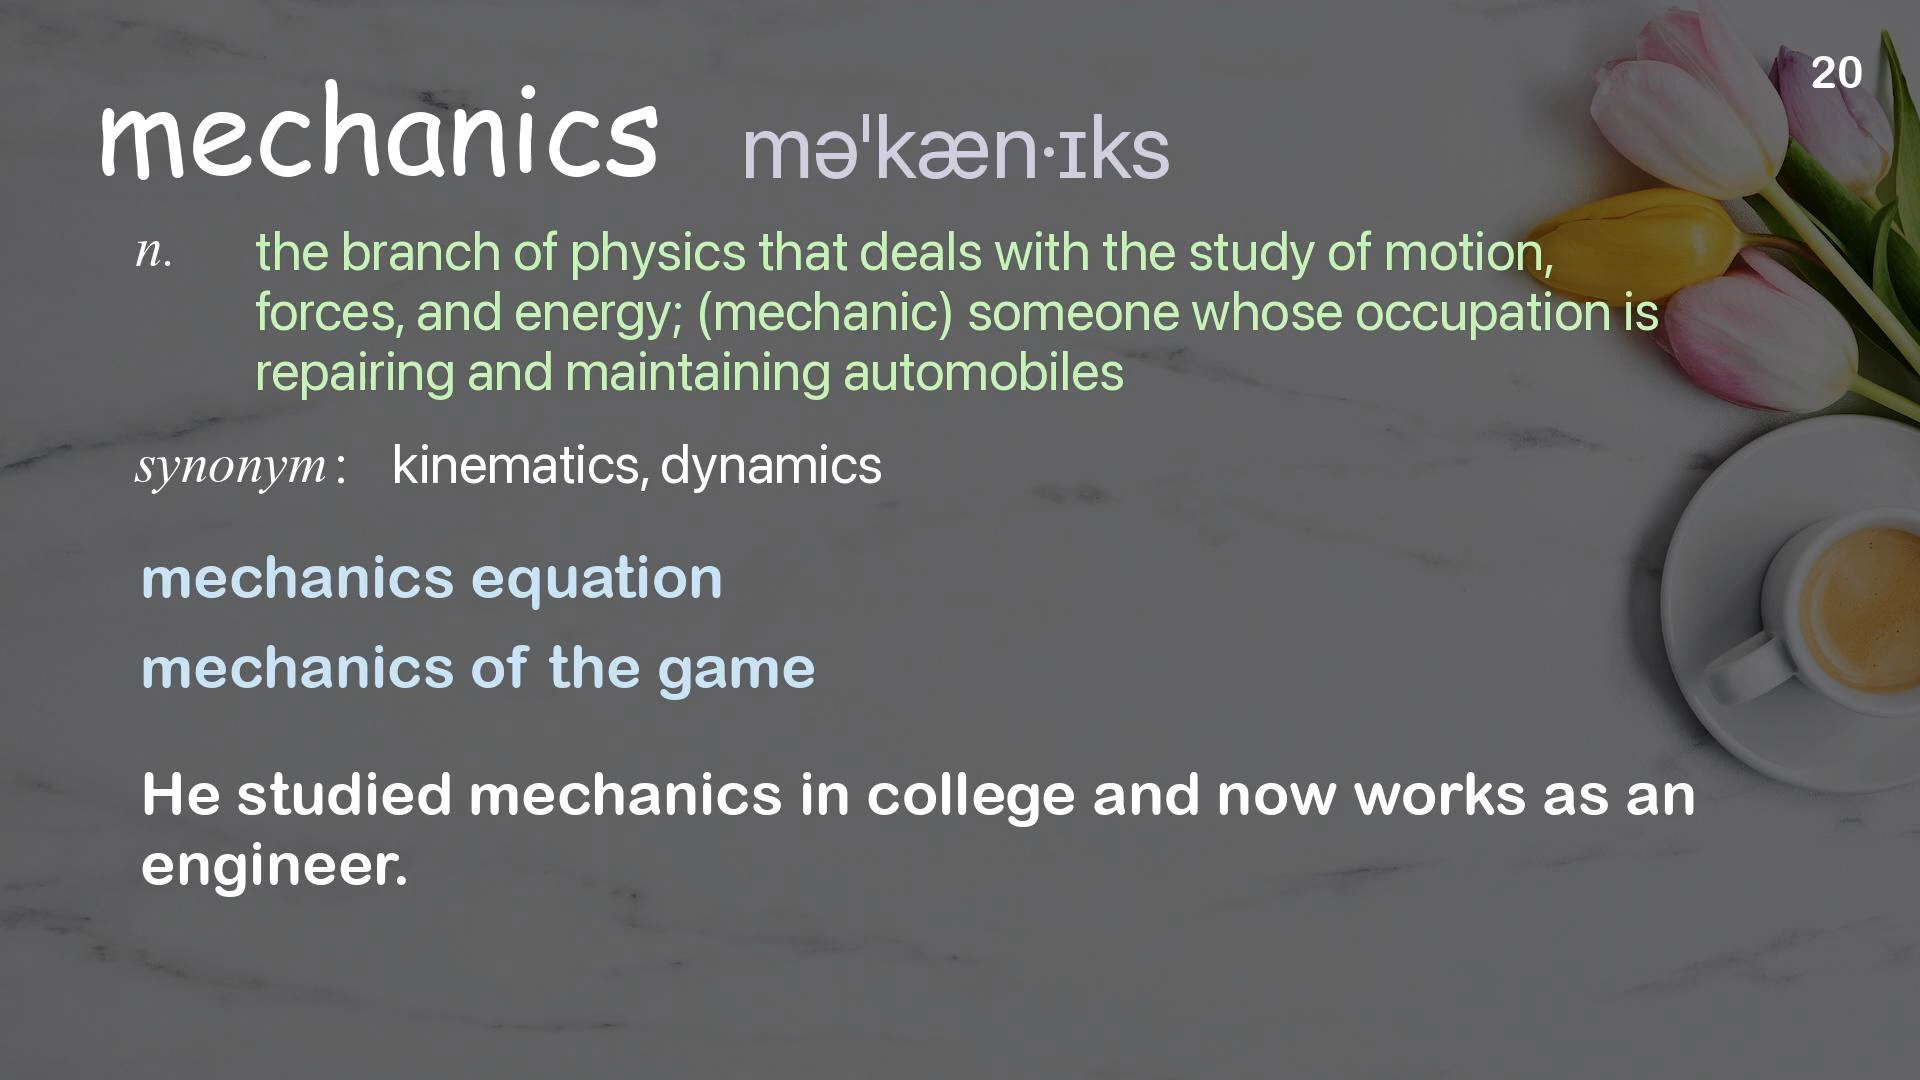 20
mechanics məˈkæn·ɪks
n. the branch of physics that deals with the study of motion,
forces, and energy; (mechanic) someone whose occupation is
repairing and maintaining automobiles
synonym: kinematics, dynamics
mechanics equation
mechanics of the game
He studied mechanics in college and now works as an
engineer.